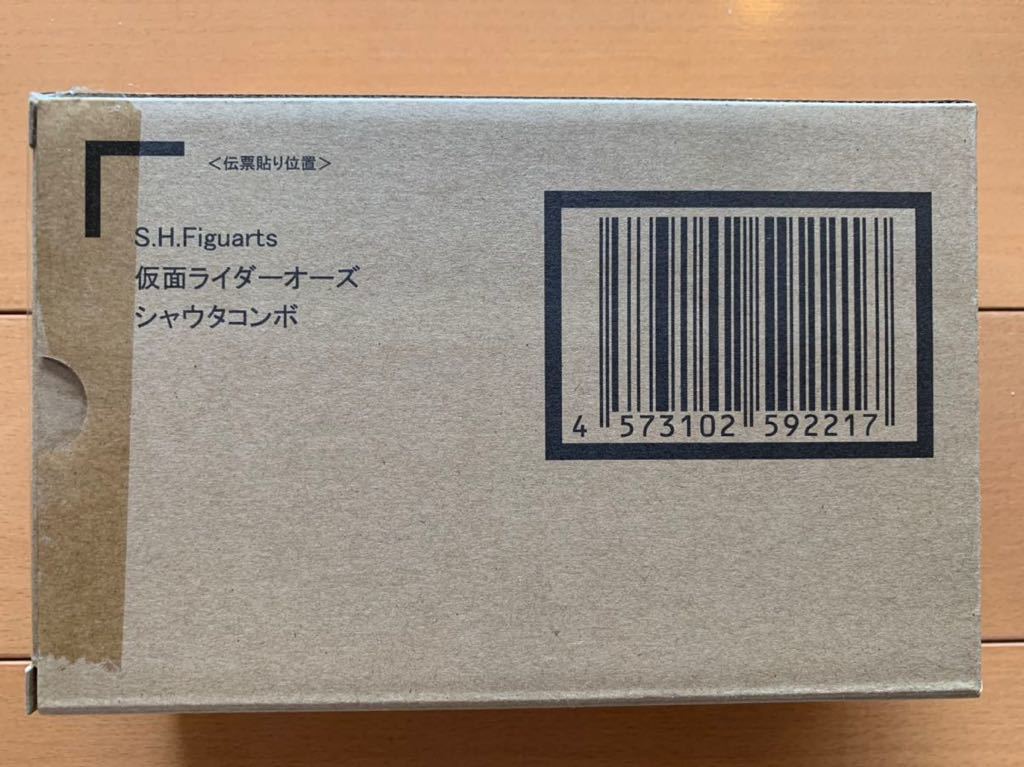 ＜伝票貼り位置＞
S.H.Figuarts
仮面ライダーオーズ
シャウタコンボ
4 573102 592217